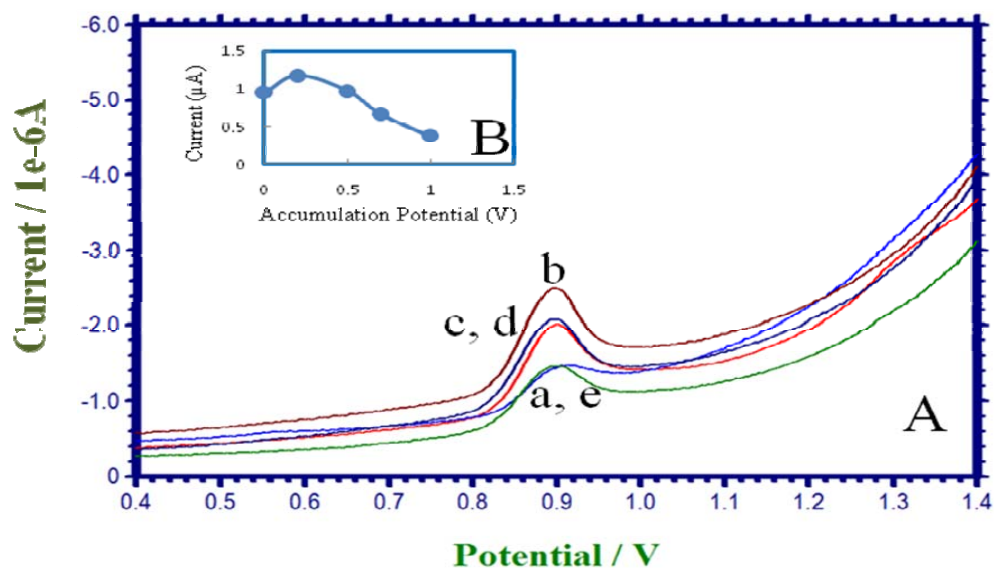 -6.0
-5.0
-4.0
-3.0
-2.0
-1.0
0
Current / 1e-6A
0.4 0.5 0.6 0.7 0.8 0.9 1.0 1.1 1.2 1.3 1.4
Potential / V
1.5
1
0.5
0
Current (µA)
0 0.5 1 1.5
Accumulation Potential (V)
B
b
c, d
a, e
A